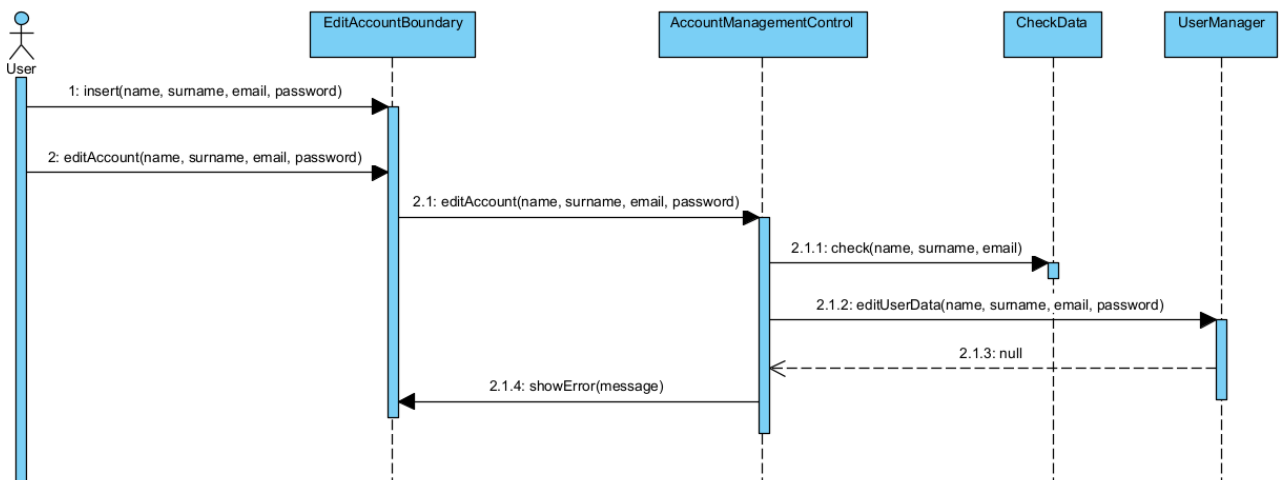 EditAccountBoundary
AccountManagementControl
CheckData
UserManager
User
1: insert(name, surname, email, password)
2: editAccount(name, surname, email, password)
2.1: editAccount(name, surname, email, password)
2.1.1: check(name, surname, email)
2.1.2: editUserData(name, surname, email, password)
2.1.3: null
2.1.4: showError(message)